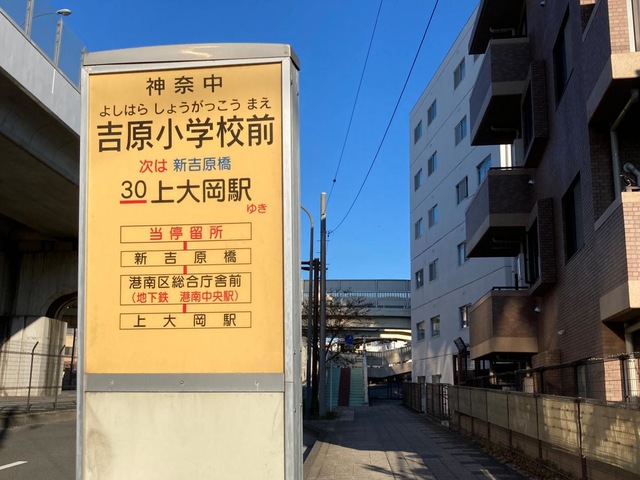 神奈中
よしはら しょうがっこう まえ
吉原小学校前
次は 新吉原橋
30 上大岡駅
ゆき
当停留所
新吉原橋
港南区総合庁舎前
(地下鉄 港南中央駅)
上大岡駅